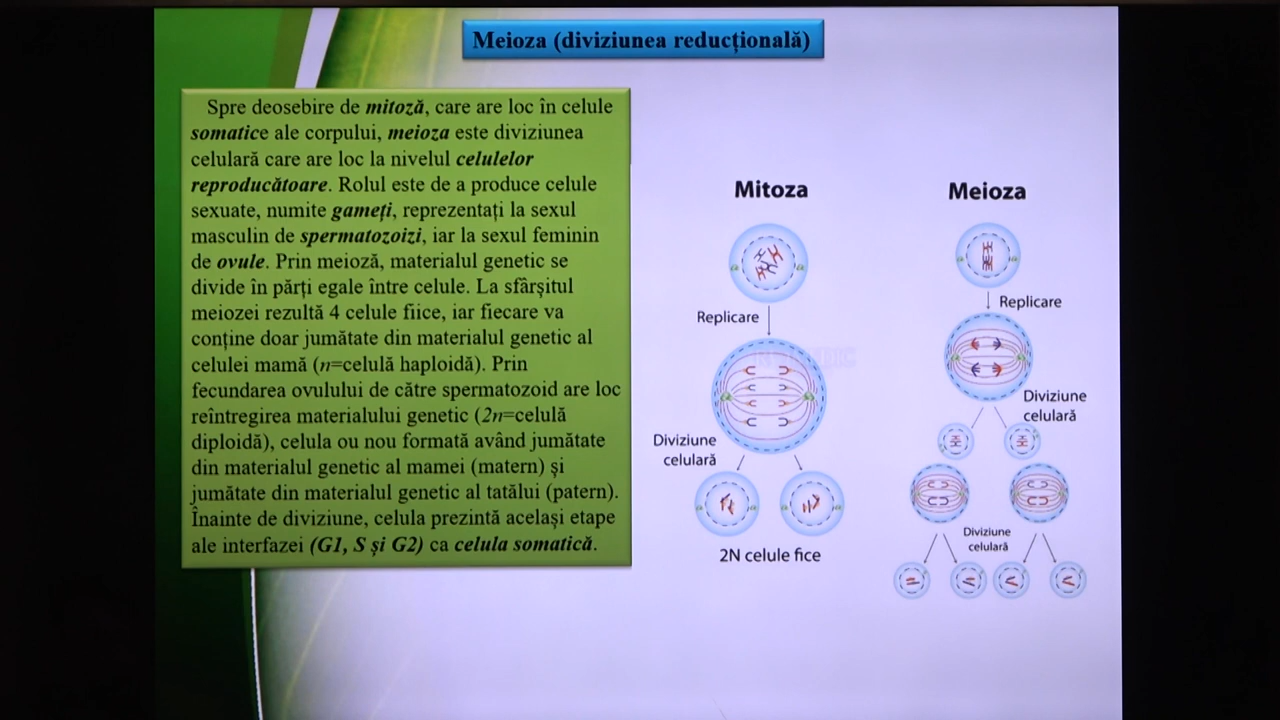 Meioza (diviziunea reducțională)
Spre deosebire de mitoză, care are loc în celule
somatice ale corpului, meioza este diviziunea
celulară care are loc la nivelul celulelor
reproducătoare. Rolul este de a produce celule
sexuate, numite gameți, reprezentați la sexul
masculin de spermatozoizi, iar la sexul feminin
de ovule. Prin meioză, materialul genetic se
divide în părți egale între celule. La sfârșitul
meiozei rezultă 4 celule fiice, iar fiecare va
conține doar jumătate din materialul genetic al
celulei mamă (n=celulă haploidă). Prin
fecundarea ovulului de către spermatozoid are loc
reîntregirea materialului genetic (2n=celulă
diploidă), celula ou nou formată având jumătate
din materialul genetic al mamei (matern) și
jumătate din materialul genetic al tatălui (patern).
Înainte de diviziune, celula prezintă același etape
ale interfazei (G1, S și G2) ca celula somatică.
Mitoza
Replicare
Diviziune
celulară
2N celule fice
Meioza
Replicare
Diviziune
celulară
Diviziune
celulară